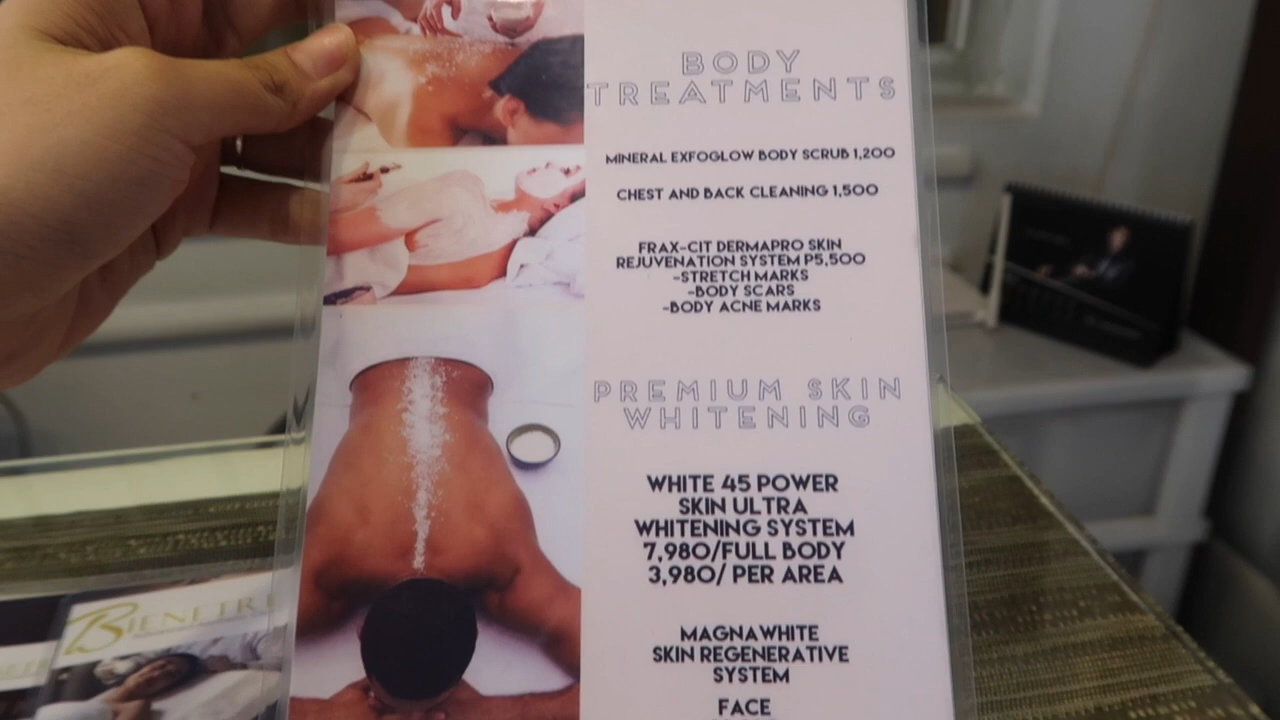 BODY
TREATMENTS
MINERAL EXFOGLOW BODY SCRUB 1,200
CHEST AND BACK CLEANING 1,500
FRAX-CIT DERMAPRO SKIN
REJUVENATION SYSTEM P5,500
-STRETCH MARKS
-BODY SCARS
-BODY ACNE MARKS
PREMIUM SKIN
WHITENING
WHITE 45 POWER
SKIN ULTRA
WHITENING SYSTEM
7,980/FULL BODY
3,980/ PER AREA
MAGNAWHITE
SKIN REGENERATIVE
SYSTEM
FACE